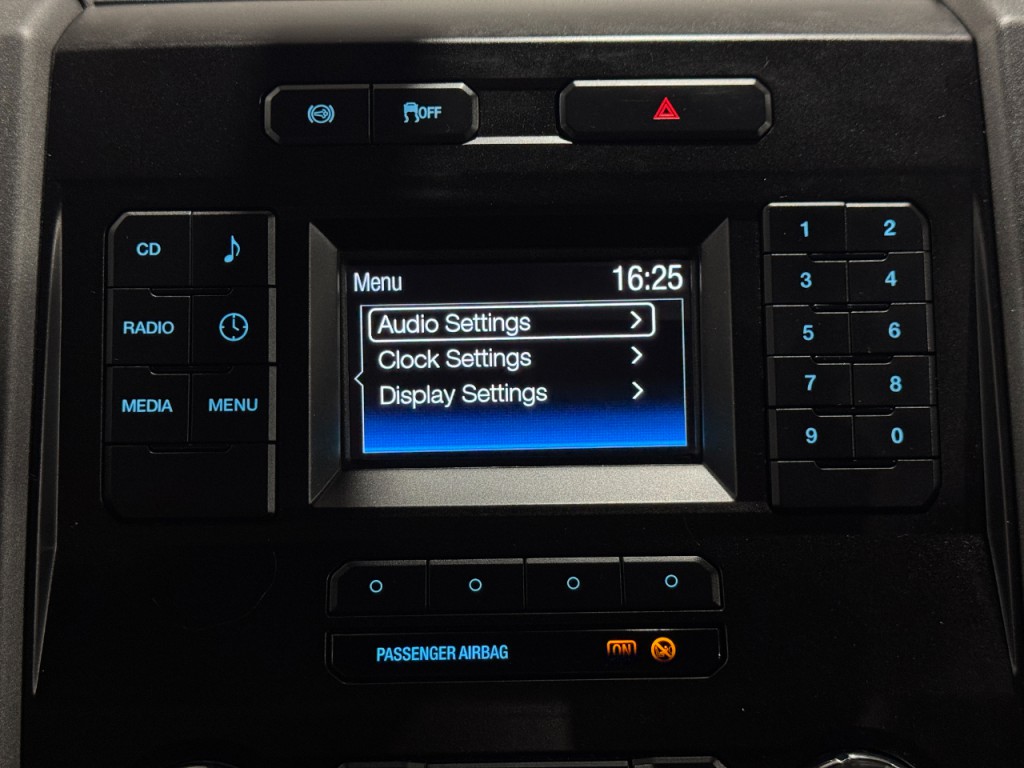 OFF
CD
RADIO
MEDIA MENU
Menu 16:25
Audio Settings
Clock Settings
Display Settings
1 2
3 4
5 6
7 8
9 0
PASSENGER AIRBAG ON